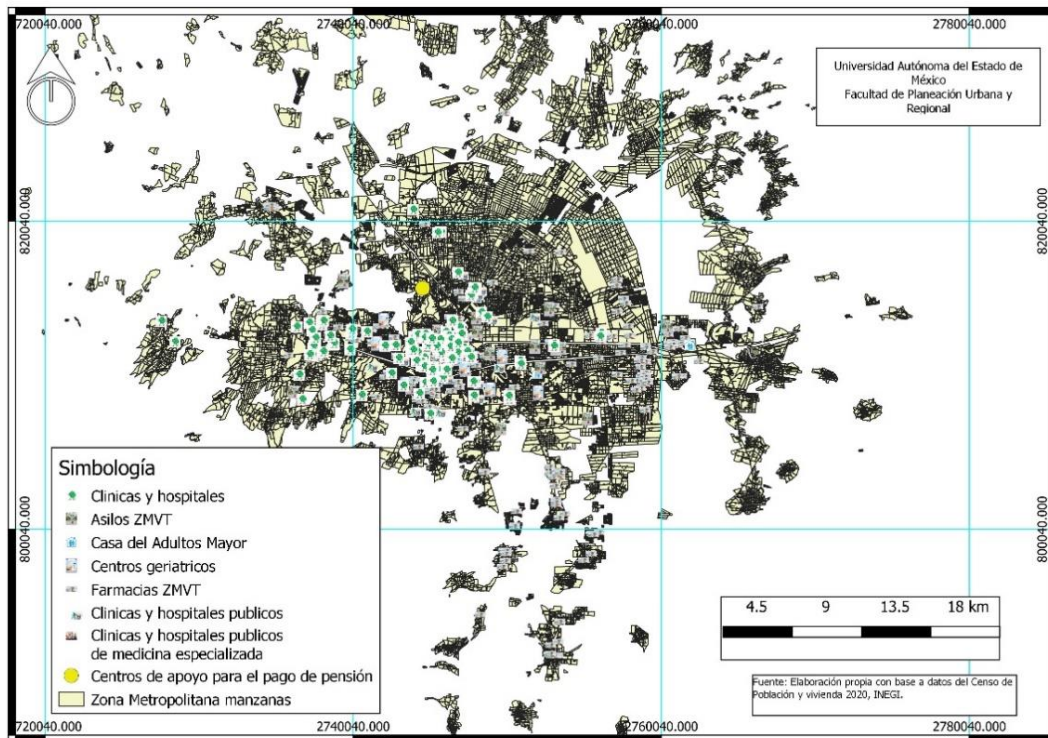 2720040.000 2740040.000 2760040.000 2780040.000
Universidad Autónoma del Estado de
México
Facultad de Planeación Urbana y
Regional
820040.000 820040.000
Simbología
Clinicas y hospitales
Asilos ZMVT
Casa del Adultos Mayor
Centros geriatricos
Farmacias ZMVT
Clinicas y hospitales publicos
Clinicas y hospitales publicos
de medicina especializada
Centros de apoyo para el pago de pensión
Zona Metropolitana manzanas
800040.000 800040.000
4.5 9 13.5 18 km
Fuente: Elaboración propia con base a datos del Censo de
Población y vivienda 2020, INEGI.
2720040.000 2740040.000 2760040.000 2780040.000